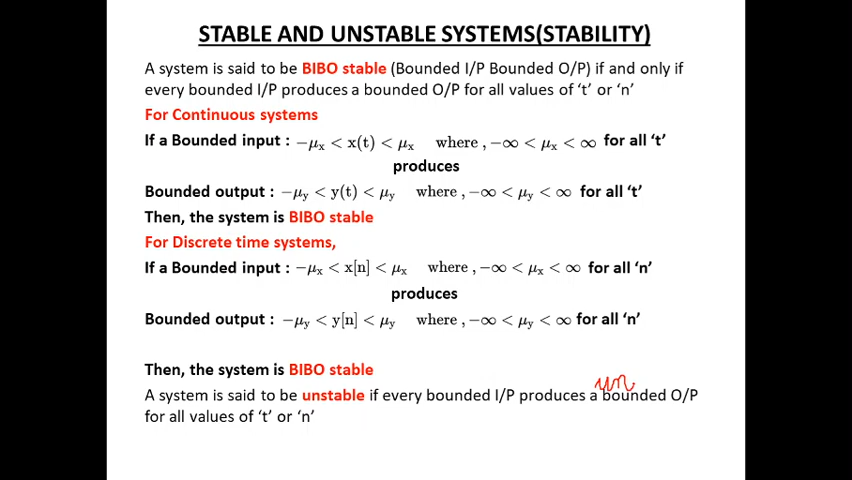 STABLE AND UNSTABLE SYSTEMS(STABILITY)
A system is said to be BIBO stable (Bounded I/P Bounded O/P) if and only if
every bounded I/P produces a bounded O/P for all values of ‘t’ or ‘n’
For Continuous systems
If a Bounded input : −μx < x(t) < μx where , −∞ < μx < ∞ for all ‘t’
produces
Bounded output : −μy < y(t) < μy where , −∞ < μy < ∞ for all ‘t’
Then, the system is BIBO stable
For Discrete time systems,
If a Bounded input : −μx < x[n] < μx where , −∞ < μx < ∞ for all ‘n’
produces
Bounded output : −μy < y[n] < μy where , −∞ < μy < ∞ for all ‘n’
Then, the system is BIBO stable
un
A system is said to be unstable if every bounded I/P produces a bounded O/P
for all values of ‘t’ or ‘n’